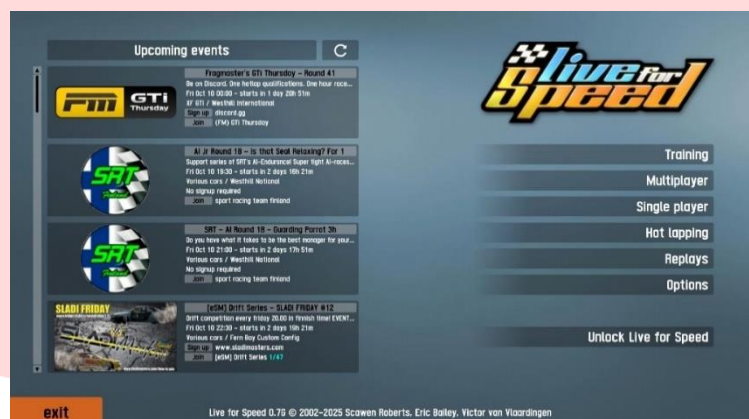 Upcoming events
Fragmaster's GTi Thursday - Round 41
Be on Discord. One hotlap qualifications. One hour race...
Fri Oct 10 00:00 - starts in 1 day 20h 51m
XF GTI / Westhill International
Sign up discord.gg
Join (FM) GTi Thursday
FM GTi Thursday
AI Jr Round 18 - Is that Seal Relaxing? For 1
Support series of SRT's AI-Endurance! Super tight AI-races...
Fri Oct 10 19:30 - starts in 2 days 16h 21m
Various cars / Westhill National
No signup required
Join sport racing team finland
SRT
Finland
SRT - AI Round 18 - Guarding Parrot 3h
Do you have what it takes to be the best manager for your...
Fri Oct 10 21:00 - starts in 2 days 17h 51m
Various cars / Westhill National
No signup required
Join sport racing team finland
SRT
Finland
[eSM] Drift Series - SLADI FRIDAY #12
Drift competition every friday 20.00 in finnish time! EVENT...
Fri Oct 10 22:30 - starts in 2 days 19h 21m
Various cars / Fern Bay Custom Config
Sign up www.sladimasters.com
Join [eSM] Drift Series 1/47
SLADI FRIDAY
live for Speed
Training
Multiplayer
Single player
Hot lapping
Replays
Options
Unlock Live for Speed
exit
Live for Speed 0.7G © 2002-2025 Scawen Roberts, Eric Bailey, Victor van Vlaardingen